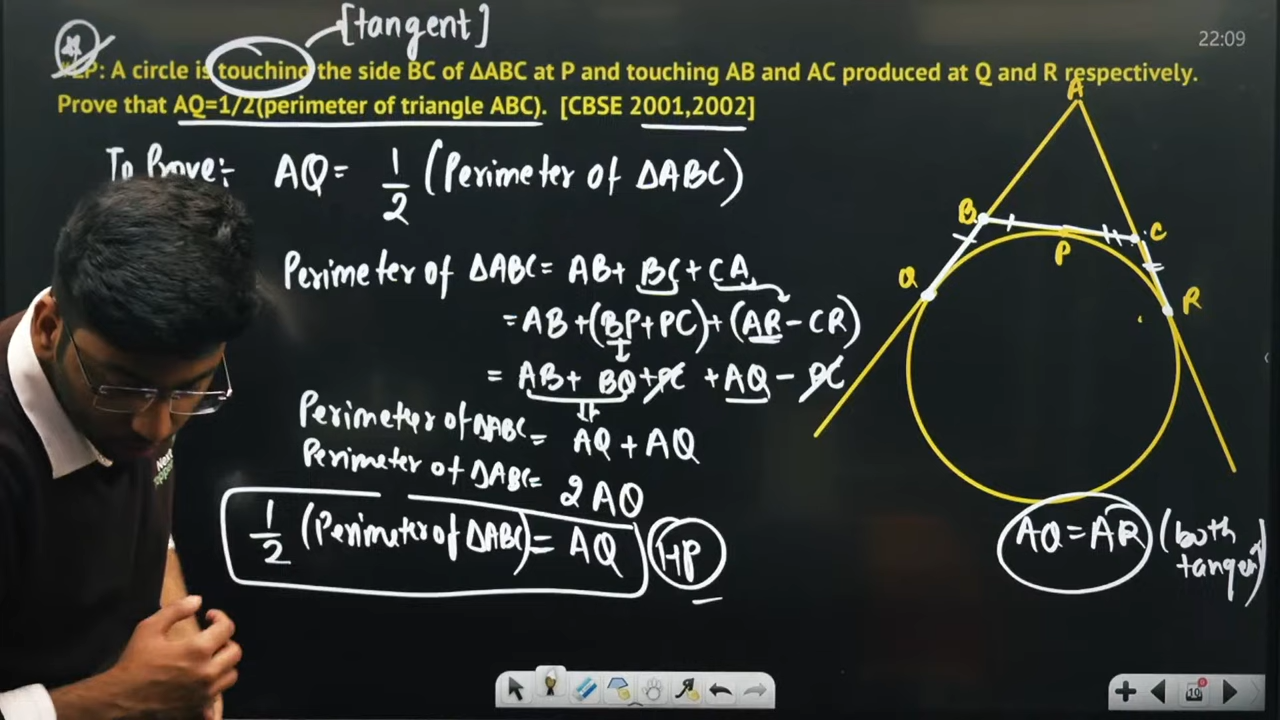 [tangent]
22:09
: A circle is touching the side BC of ΔABC at P and touching AB and AC produced at Q and R respectively.
Prove that AQ=1/2(perimeter of triangle ABC). [CBSE 2001,2002]
To Prove:- AQ= 1/2 (Perimeter of ΔABC)
Perimeter of ΔABC= AB+ BC + CA
= AB +(BP+PC)+ (AR-CR)
= AB+ BQ+PC +AQ-PC
Perimeter of ΔABC= AQ + AQ
Perimeter of ΔABC= 2AQ
1/2 (Perimeter of ΔABC)= AQ HP
A
B
C
P
Q
R
AQ=AR (both
Next
10